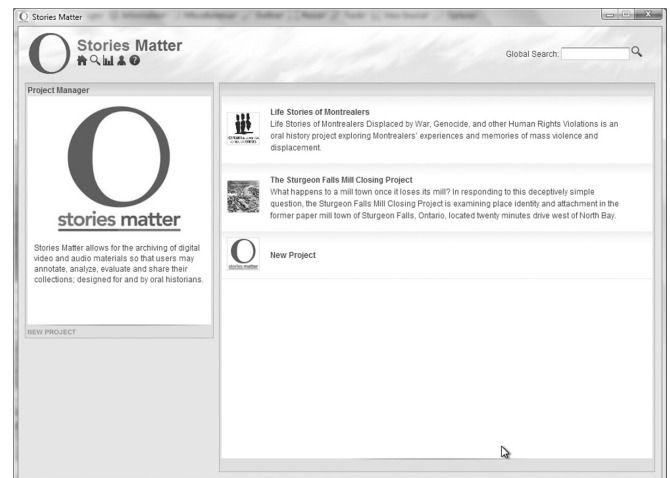 Stories Matter
Stories Matter
Global Search:
Project Manager
stories matter
Stories Matter allows for the archiving of digital
video and audio materials so that users may
annotate, analyze, evaluate and share their
collections; designed for and by oral historians.
NEW PROJECT
Life Stories of Montrealers
Life Stories of Montrealers Displaced by War, Genocide, and other Human Rights Violations is an
oral history project exploring Montrealers' experiences and memories of mass violence and
displacement.
The Sturgeon Falls Mill Closing Project
What happens to a mill town once it loses its mill? In responding to this deceptively simple
question, the Sturgeon Falls Mill Closing Project is examining place identity and attachment in the
former paper mill town of Sturgeon Falls, Ontario, located twenty minutes drive west of North Bay.
stories matter
New Project